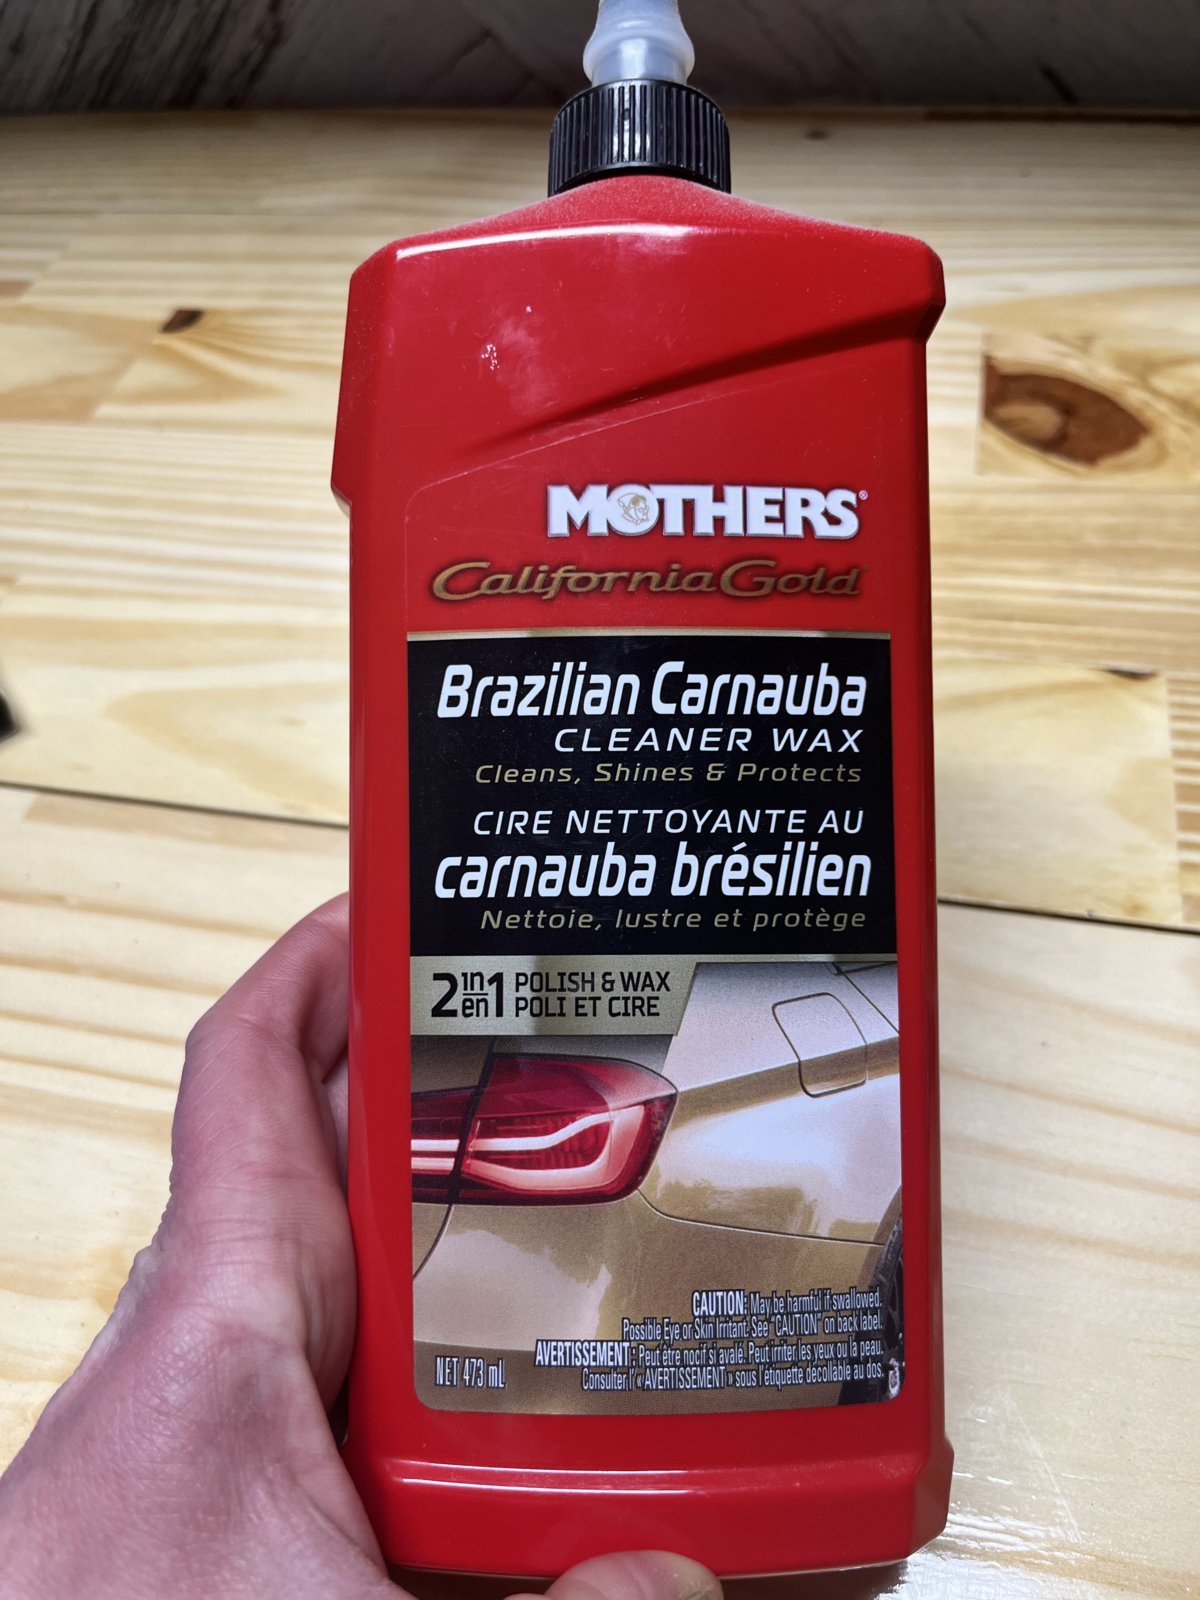 MOTHERS®
California Gold
Brazilian Carnauba
CLEANER WAX
Cleans, Shines & Protects
CIRE NETTOYANTE AU
carnauba brésilien
Nettoie, lustre et protège
2 in en 1 POLISH & WAX
POLI ET CIRE
CAUTION: May be harmful if swallowed.
Possible Eye or Skin Irritant. See "CAUTION" on back label.
AVERTISSEMENT : Peut être nocif si avalé. Peut irriter les yeux ou la peau.
Consulter l'« AVERTISSEMENT » sous l'étiquette décollable au dos.
NET 473 mL